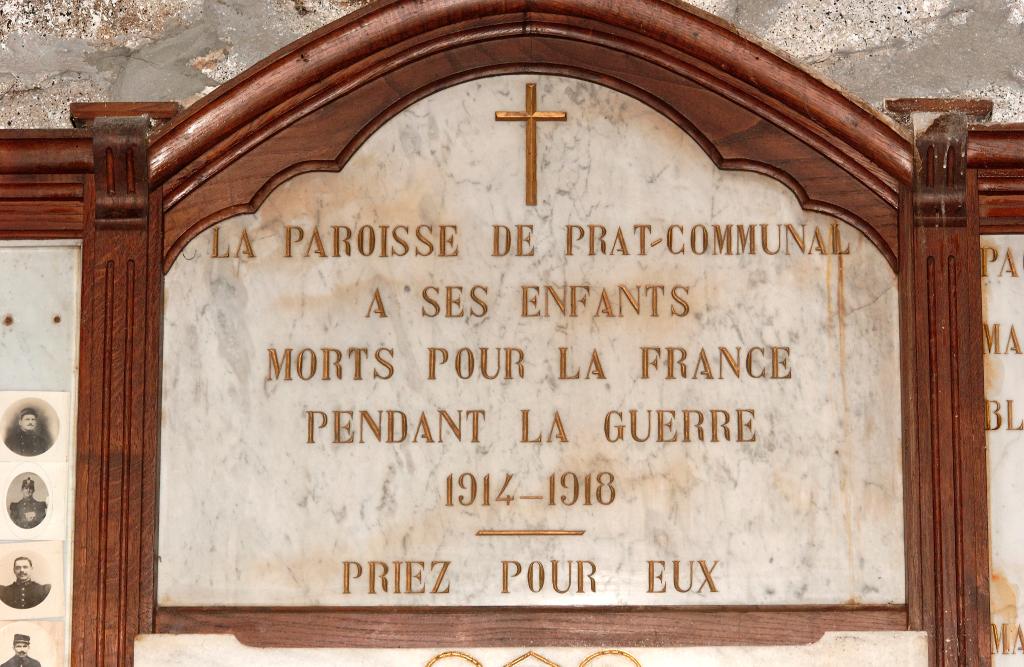 LA PAROISSE DE PRAT-COMMUNAL
A SES ENFANTS
MORTS POUR LA FRANCE
PENDANT LA GUERRE
1914-1918
PRIEZ POUR EUX